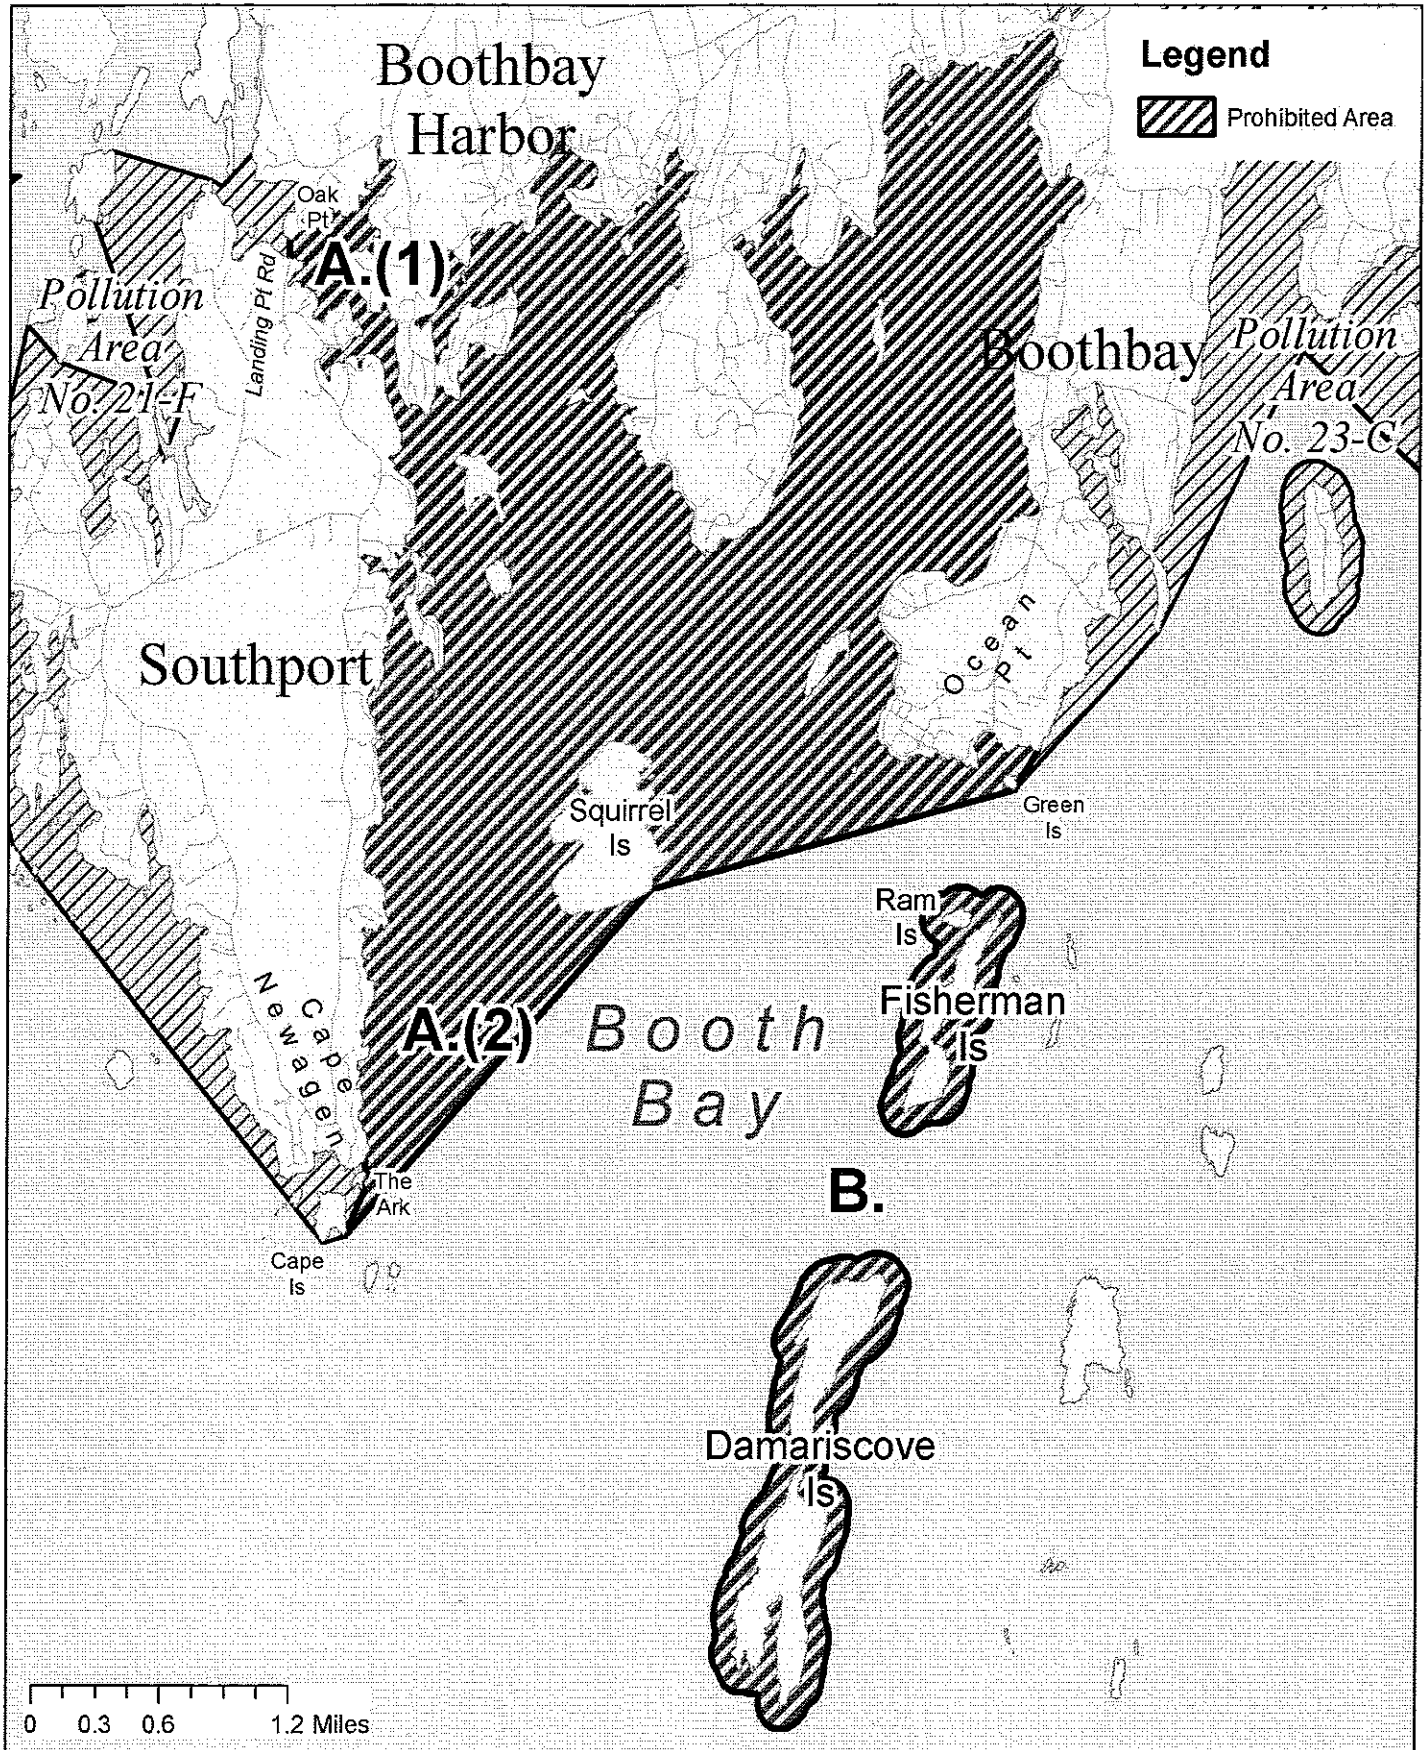 Boothbay
Harbor
Legend
Prohibited Area
Oak
Pt
A.(1)
Landing Pt Rd
Pollution
Area
No. 21-F
Boothbay
Pollution
Area
No. 23-C
Southport
Ocean
Pt
Squirrel
Is
Green
Is
Ram
Is
Fisherman
Is
Cape
Newagen
A.(2)
Booth
Bay
The
Ark
B.
Cape
Is
Damariscove
Is
0 0.3 0.6 1.2 Miles